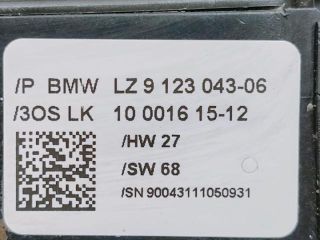 /P BMW LZ 9 123 043-06
/3OS LK 10 0016 15-12
/HW 27
/SW 68
/SN 90043111050931